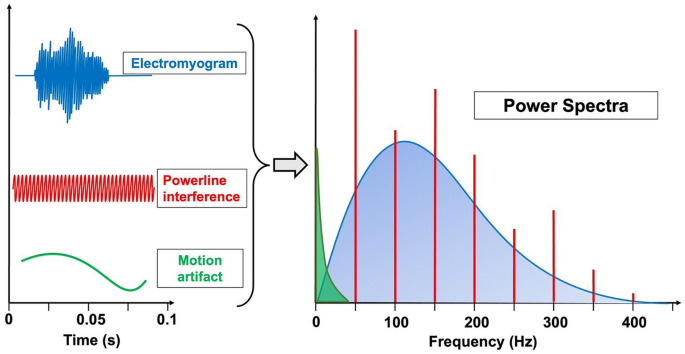 Electromyogram
Powerline
interference
Motion
artifact
0 0.05 0.1
Time (s)
Power Spectra
0 100 200 300 400
Frequency (Hz)